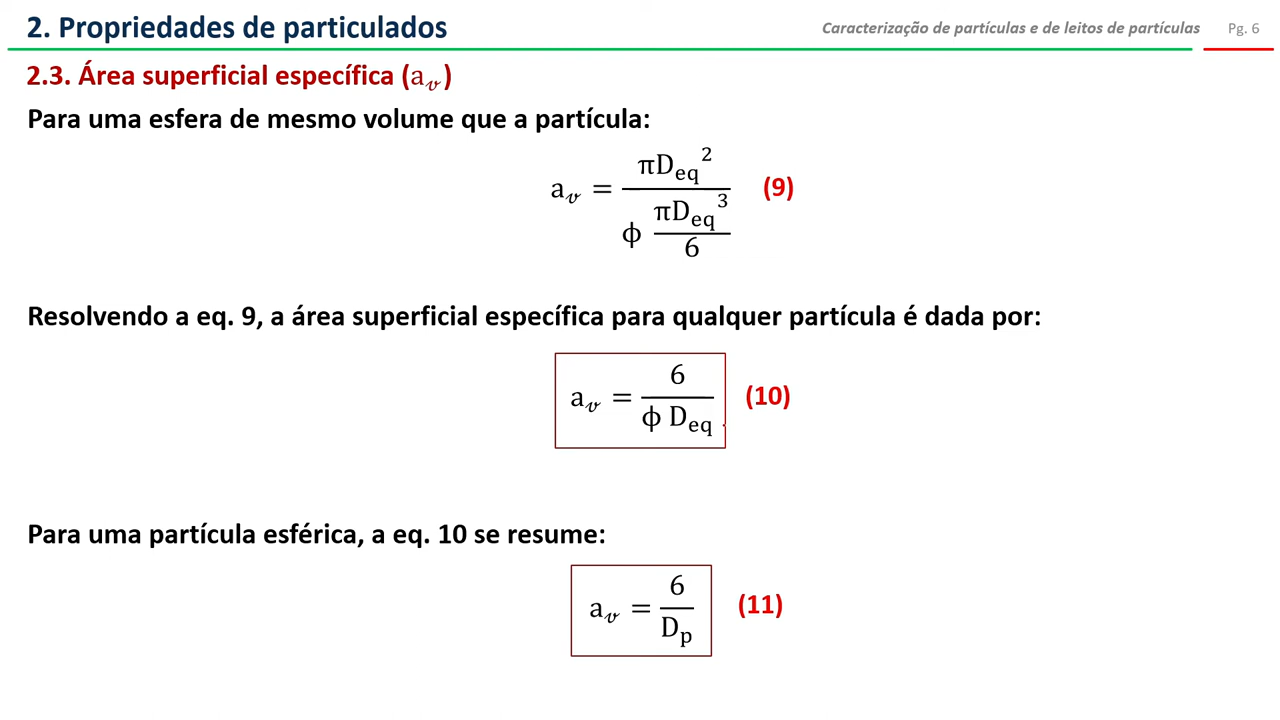 2. Propriedades de particulados
Caracterização de partículas e de leitos de partículas
Pg. 6
2.3. Área superficial específica (a𝓋)
Para uma esfera de mesmo volume que a partícula:
a𝓋 = πDeq² / (ϕ πDeq³/6) (9)
Resolvendo a eq. 9, a área superficial específica para qualquer partícula é dada por:
a𝓋 = 6 / (ϕ Deq) (10)
Para uma partícula esférica, a eq. 10 se resume:
a𝓋 = 6 / Dp (11)